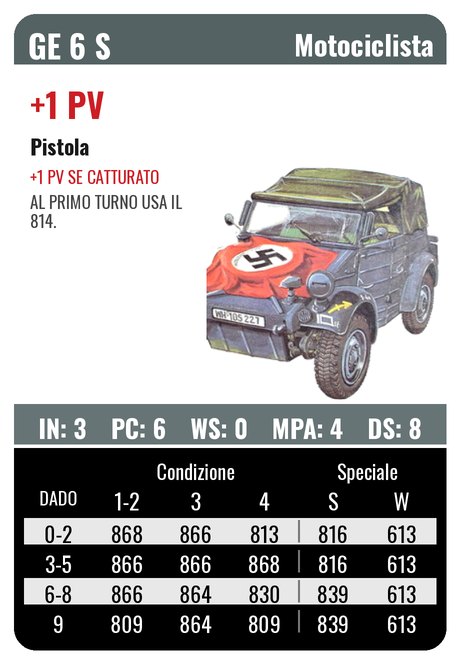 GE 6 S
Motociclista
+1 PV
Pistola
+1 PV SE CATTURATO
AL PRIMO TURNO USA IL
814.
WH-105 227
IN: 3 PC: 6 WS: 0 MPA: 4 DS: 8
Condizione Speciale
DADO 1-2 3 4 S W
0-2 868 866 813 816 613
3-5 866 866 868 816 613
6-8 866 864 830 839 613
9 809 864 809 839 613